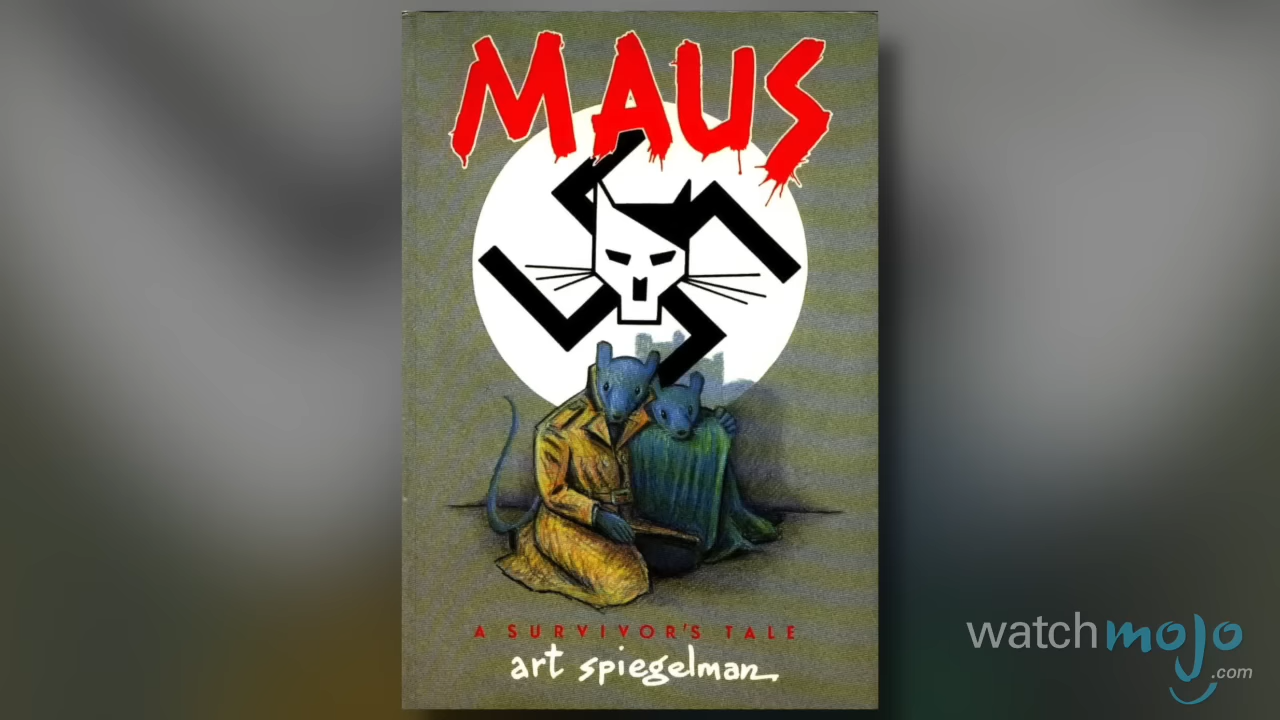 MAUS
A SURVIVOR'S TALE
art spiegelman
watchmojo
.com